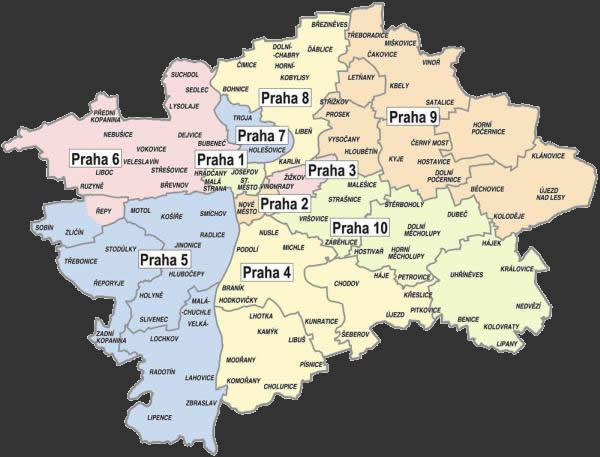 BŘEZINĚVES
TŘEBORADICE
MIŠKOVICE
DOLNÍ-
CHABRY
ĎÁBLICE
ČAKOVICE
VINOŘ
ČIMICE
HORNÍ-
KOBYLISY
SUCHDOL
LETŇANY
KBELY
SEDLEC
BOHNICE
Praha 8
STŘÍŽKOV
SATALICE
LYSOLAJE
PŘEDNÍ
KOPANINA
TROJA
PROSEK
Praha 9
HORNÍ
POČERNICE
NEBUŠICE
DEJVICE
Praha 7
LIBEŇ
VYSOČANY
ČERNÝ MOST
VOKOVICE
BUBENEČ
HOLEŠOVICE
HLOUBĚTÍN
KLÁNOVICE
Praha 6
VELESLAVÍN
Praha 1
KARLÍN
KYJE
HOSTAVICE
LIBOC
STŘEŠOVICE
HRADČANY
JOSEFOV
Praha 3
DOLNÍ
POČERNICE
RUZYNĚ
BŘEVNOV
MALÁ
STRANA
ST.
MĚSTO
ŽIŽKOV
VINOHRADY
MALEŠICE
BĚCHOVICE
ÚJEZD
NAD LESY
STRAŠNICE
ŠTĚRBOHOLY
ŘEPY
MOTOL
KOŠÍŘE
SMÍCHOV
NOVÉ
MĚSTO
Praha 2
VRŠOVICE
DUBEČ
KOLODĚJE
SOBÍN
ZLIČÍN
RADLICE
NUSLE
Praha 10
DOLNÍ
MĚCHOLUPY
STODŮLKY
JINONICE
PODOLÍ
MICHLE
ZÁBĚHLICE
HOSTIVAŘ
HORNÍ
MĚCHOLUPY
HÁJEK
TŘEBONICE
Praha 5
HLUBOČEPY
Praha 4
HÁJE
PETROVICE
UHŘÍNĚVES
KRÁLOVICE
ŘEPORYJE
HOLYNĚ
BRANÍK
HODKOVIČKY
CHODOV
KŘESLICE
MALÁ-
CHUCHLE
VELKÁ-
PITKOVICE
NEDVĚZÍ
SLIVENEC
LHOTKA
KUNRATICE
ÚJEZD
BENICE
KOLOVRATY
ZADNÍ
KOPANINA
LOCHKOV
KAMÝK
LIBUŠ
ŠEBEROV
LIPANY
MODŘANY
PÍSNICE
RADOTÍN
LAHOVICE
KOMOŘANY
CHOLUPICE
ZBRASLAV
LIPENCE